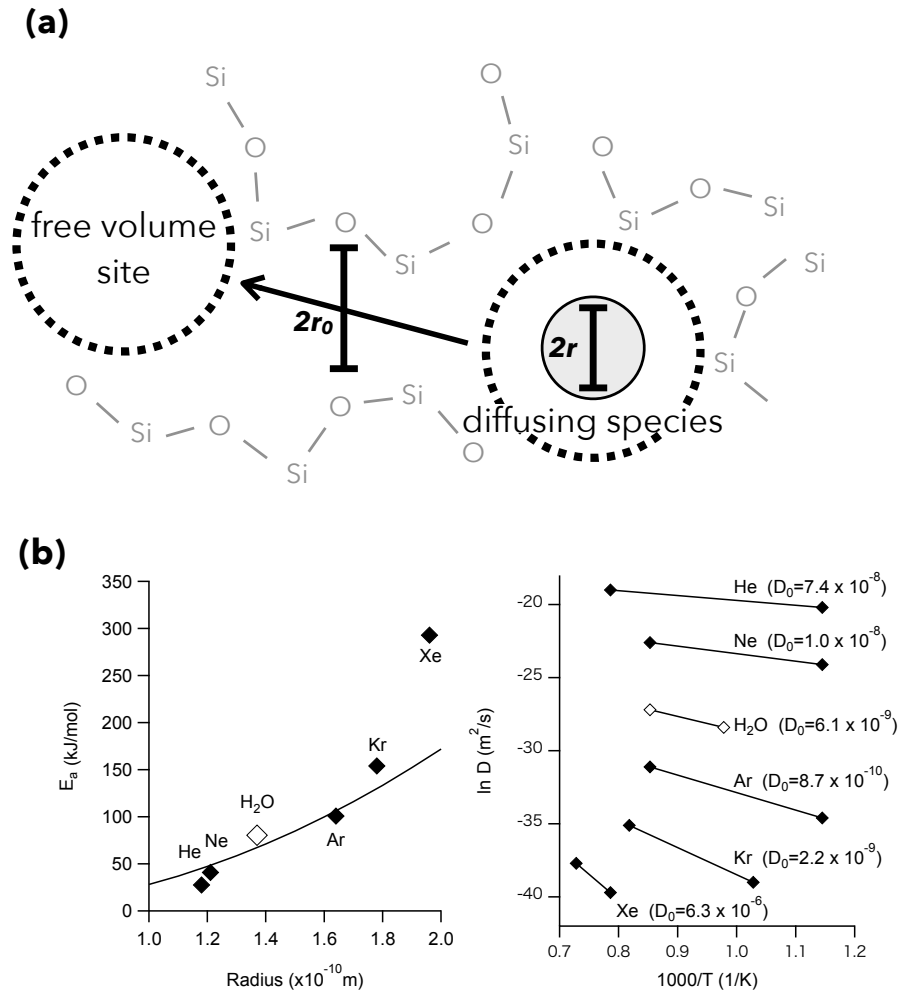 (a)
Si
O
O
Si
O
O
Si
O
Si
O
Si
O
Si
Si
free volume
site
2r₀
O
Si
2r
O
Si
O
Si
O
Si
O
diffusing species
(b)
350
300
250
200
150
100
50
0
Eₐ (kJ/mol)
He
Ne
H₂O
Ar
Kr
Xe
1.0
1.2
1.4
1.6
1.8
2.0
Radius (x10⁻¹⁰ m)
-20
-25
-30
-35
-40
ln D (m²/s)
He (D₀=7.4 x 10⁻⁸)
Ne (D₀=1.0 x 10⁻⁸)
H₂O (D₀=6.1 x 10⁻⁹)
Ar (D₀=8.7 x 10⁻¹⁰)
Kr (D₀=2.2 x 10⁻⁹)
Xe (D₀=6.3 x 10⁻⁶)
0.7
0.8
0.9
1.0
1.1
1.2
1000/T (1/K)